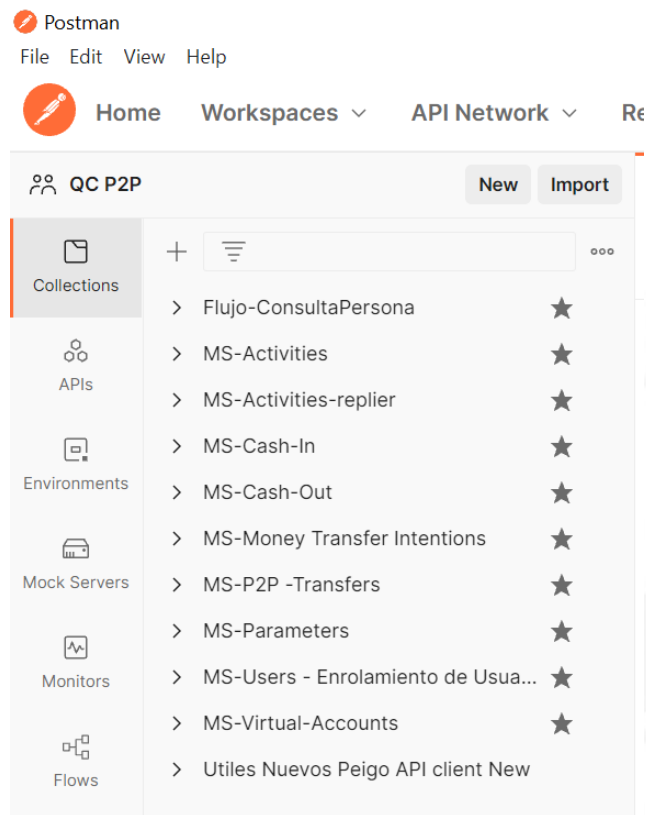 Postman
File Edit View Help
Home Workspaces API Network Re
QC P2P New Import
Collections
APIs
Environments
Mock Servers
Monitors
Flows
Flujo-ConsultaPersona
MS-Activities
MS-Activities-replier
MS-Cash-In
MS-Cash-Out
MS-Money Transfer Intentions
MS-P2P -Transfers
MS-Parameters
MS-Users - Enrolamiento de Usua...
MS-Virtual-Accounts
Utiles Nuevos Peigo API client New